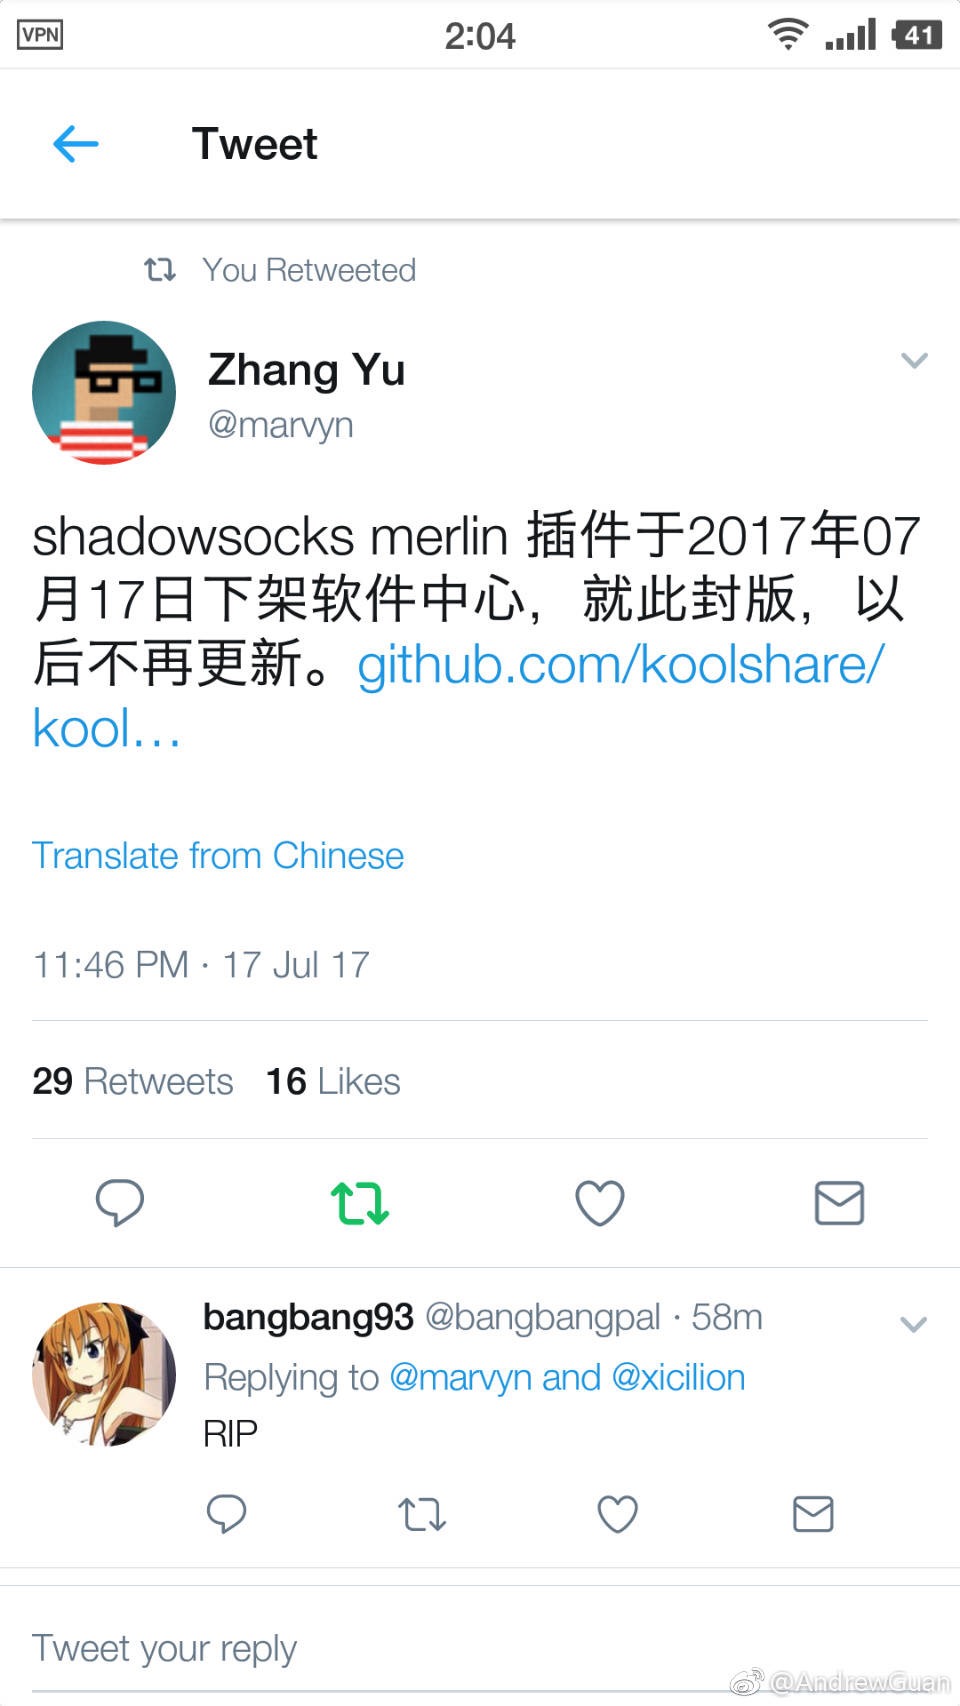 VPN
2:04
41
Tweet
You Retweeted
Zhang Yu
@marvyn
shadowsocks merlin 插件于2017年07
月17日下架软件中心，就此封版，以
后不再更新。github.com/koolshare/
kool…
Translate from Chinese
11:46 PM · 17 Jul 17
29 Retweets 16 Likes
bangbang93 @bangbangpal · 58m
Replying to @marvyn and @xicilion
RIP
Tweet your reply
@AndrewGuan